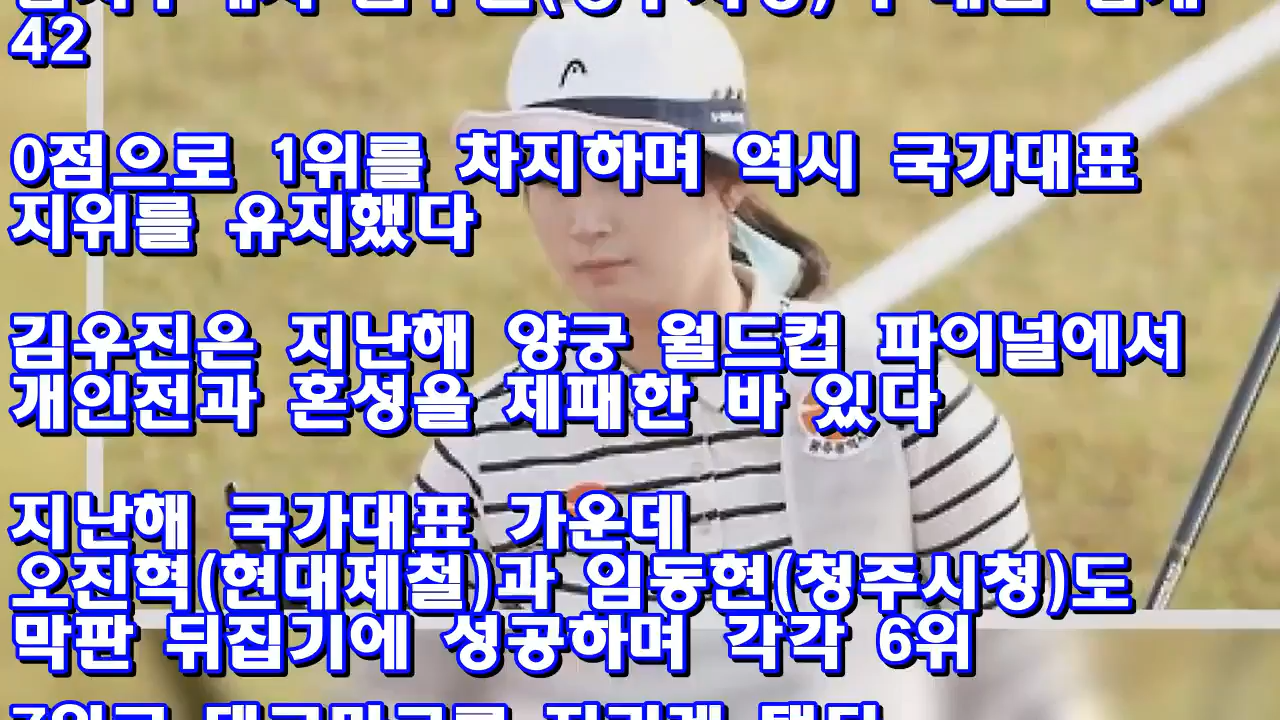 42
0점으로 1위를 차지하며 역시 국가대표
지위를 유지했다
김우진은 지난해 양궁 월드컵 파이널에서
개인전과 혼성을 제패한 바 있다
지난해 국가대표 가운데
오진혁(현대제철)과 임동현(청주시청)도
막판 뒤집기에 성공하며 각각 6위